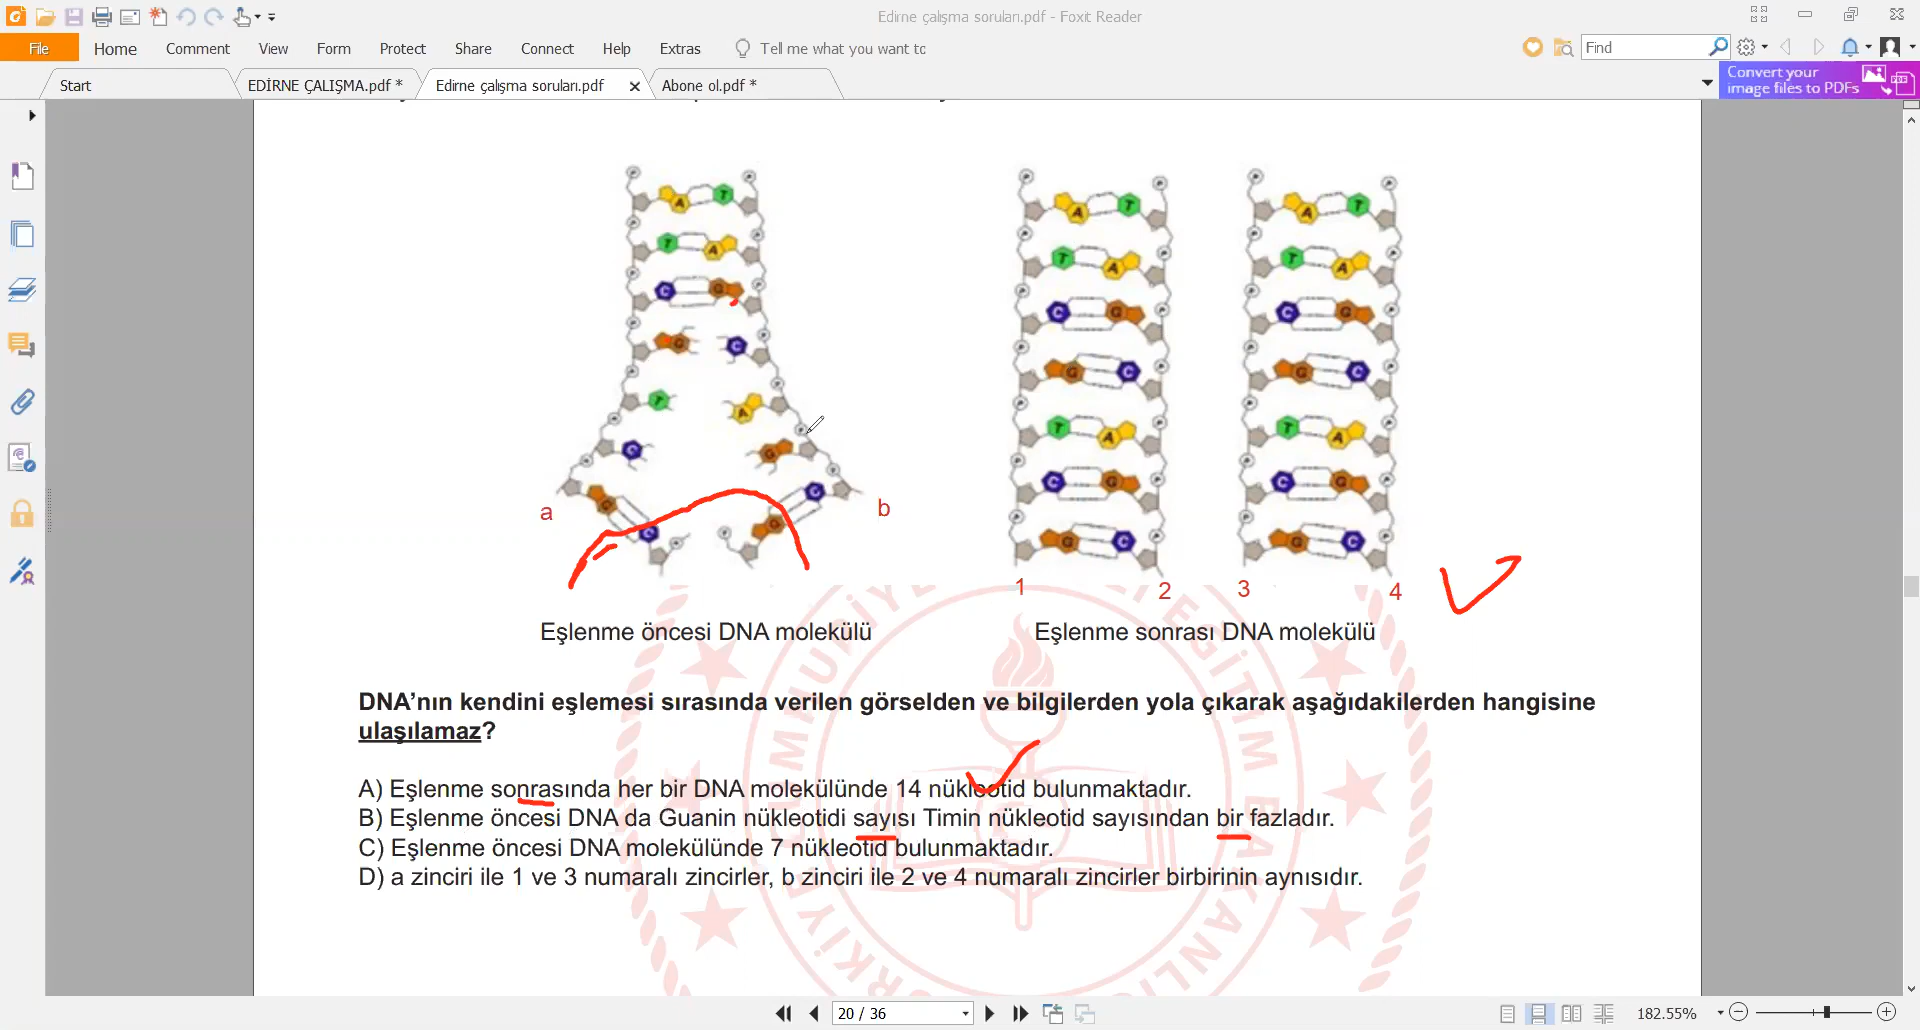 Edirne çalışma soruları.pdf - Foxit Reader
File Home Comment View Form Protect Share Connect Help Extras Tell me what you want to Find
Start EDİRNE ÇALIŞMA.pdf * Edirne çalışma soruları.pdf Abone ol.pdf *
Convert your
image files to PDFs
A T A T A T
T A T A T A
C G C G C G
G C G C G C
T A T A T A
C G C G C G
G C G C G C G C
a b
1 2 3 4
Eşlenme öncesi DNA molekülü Eşlenme sonrası DNA molekülü
DNA’nın kendini eşlemesi sırasında verilen görselden ve bilgilerden yola çıkarak aşağıdakilerden hangisine
ulaşılamaz?
A) Eşlenme sonrasında her bir DNA molekülünde 14 nükleotid bulunmaktadır.
B) Eşlenme öncesi DNA da Guanin nükleotidi sayısı Timin nükleotid sayısından bir fazladır.
C) Eşlenme öncesi DNA molekülünde 7 nükleotid bulunmaktadır.
D) a zinciri ile 1 ve 3 numaralı zincirler, b zinciri ile 2 ve 4 numaralı zincirler birbirinin aynısıdır.
20 / 36 182.55%